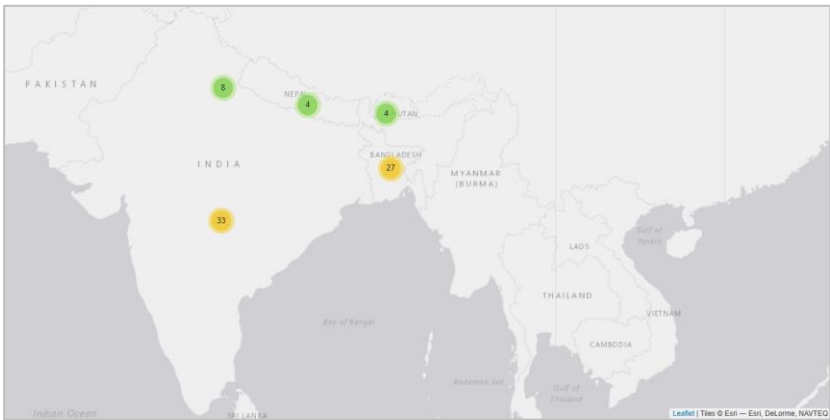 8
PAKISTAN
NEPAL
4
4
BHUTAN
INDIA
BANGLADESH
27
MYANMAR
(BURMA)
33
Gulf of
Tonkin
LAOS
THAILAND
VIETNAM
Bay of Bengal
CAMBODIA
Andaman Sea
Gulf of
Thailand
Indian Ocean
SRI LANKA
Leaflet | Tiles © Esri — Esri, DeLorme, NAVTEQ